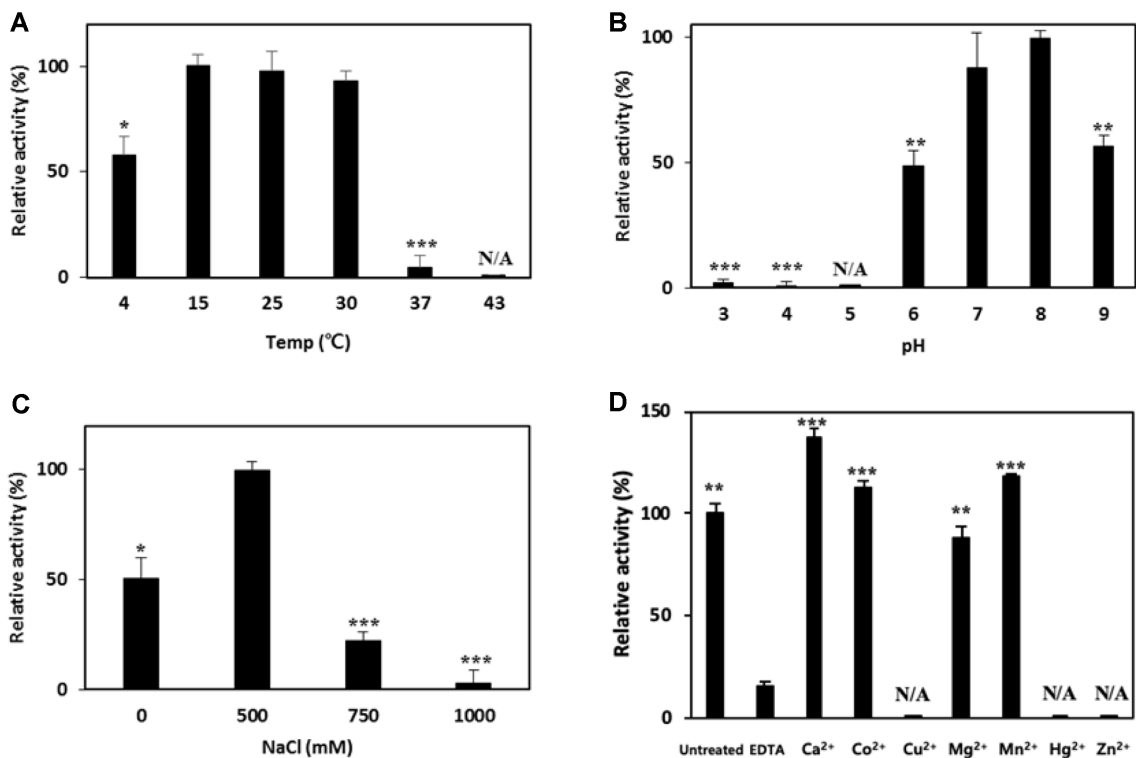 A
Relative activity (%)
100
50
0
*
***
N/A
4 15 25 30 37 43
Temp (℃)
B
Relative activity (%)
100
50
0
***
***
N/A
**
**
3 4 5 6 7 8 9
pH
C
Relative activity (%)
100
50
0
*
***
***
0 500 750 1000
NaCl (mM)
D
Relative activity (%)
150
100
50
0
**
***
***
N/A
**
***
N/A
N/A
Untreated EDTA Ca²⁺ Co²⁺ Cu²⁺ Mg²⁺ Mn²⁺ Hg²⁺ Zn²⁺